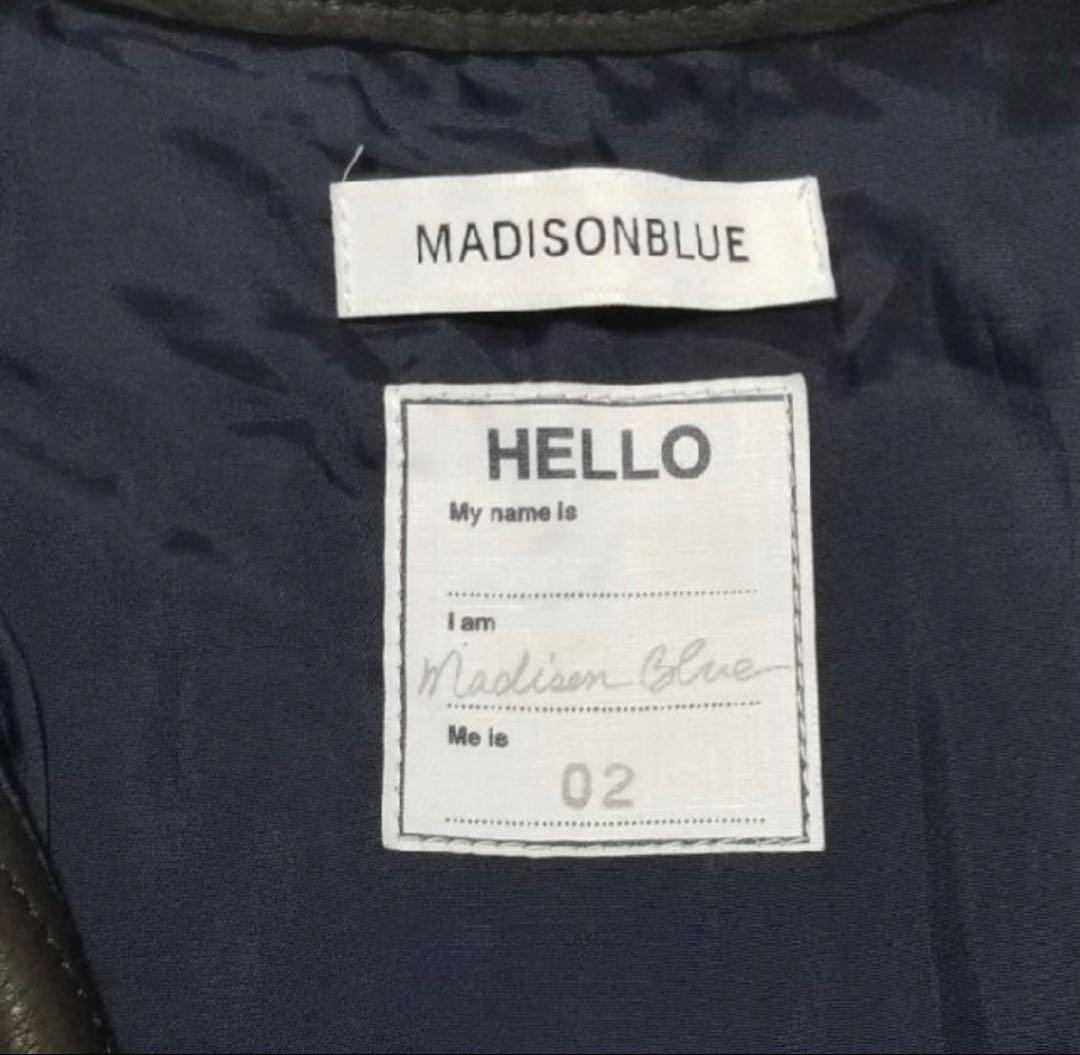 MADISONBLUE
HELLO
My name is
I am
Madison Blue
Me is
02